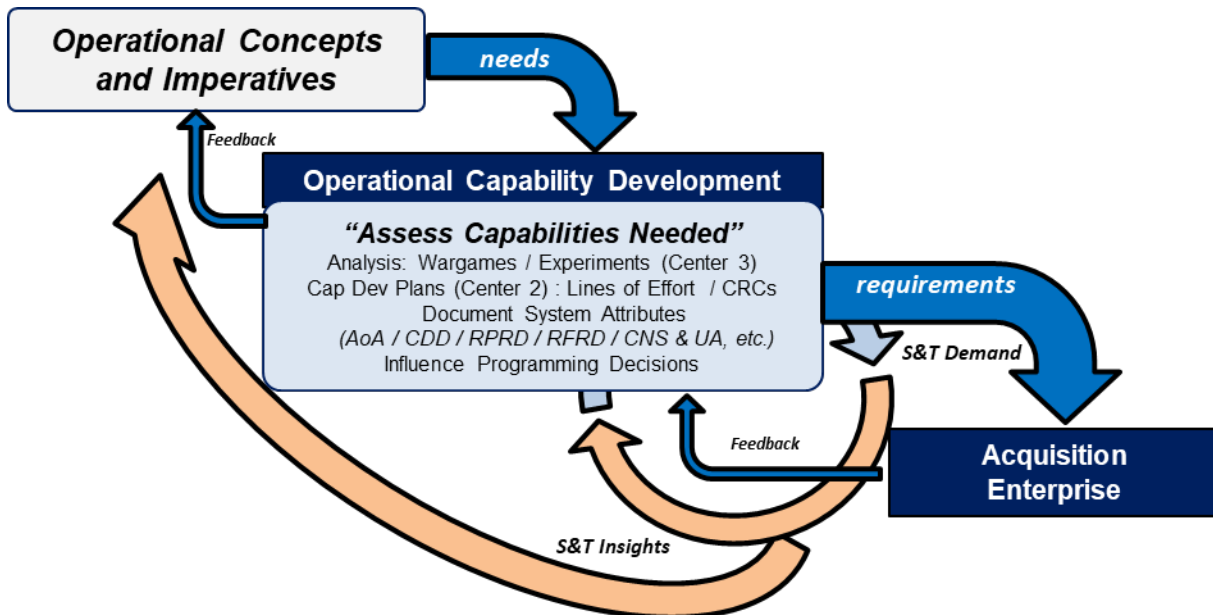 Operational Concepts
and Imperatives
needs
Feedback
Operational Capability Development
“Assess Capabilities Needed”
Analysis: Wargames / Experiments (Center 3)
Cap Dev Plans (Center 2) : Lines of Effort / CRCs
Document System Attributes
(AoA / CDD / RPRD / RFRD / CNS & UA, etc.)
Influence Programming Decisions
requirements
S&T Demand
Feedback
Acquisition
Enterprise
S&T Insights